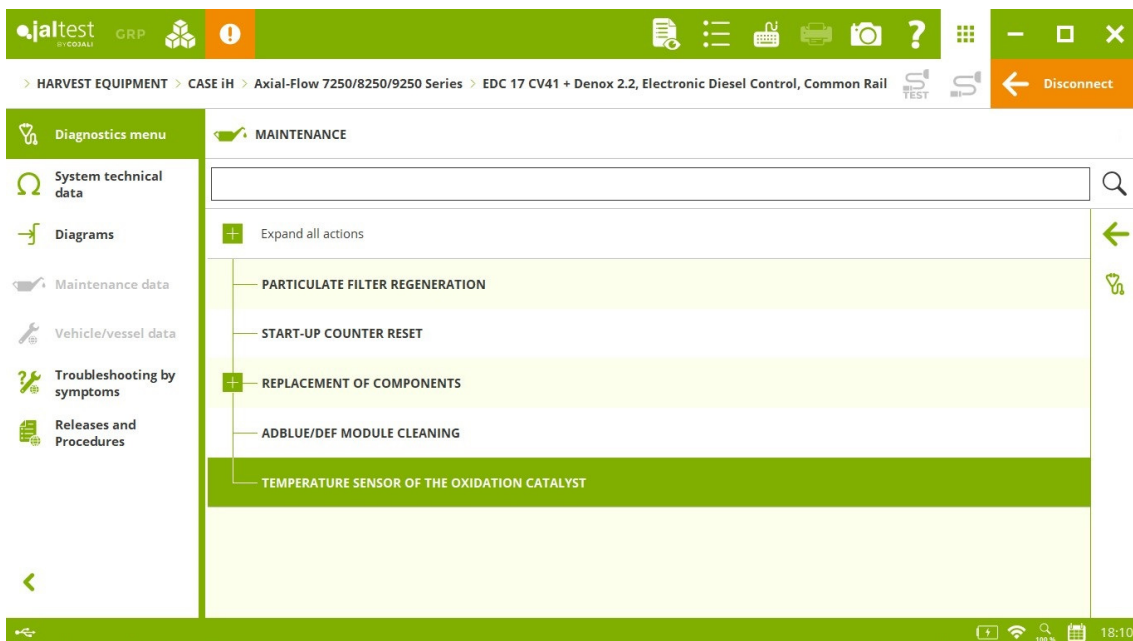 jaltest GRP
BY COJALI
> HARVEST EQUIPMENT > CASE iH > Axial-Flow 7250/8250/9250 Series > EDC 17 CV41 + Denox 2.2, Electronic Diesel Control, Common Rail
TEST
Disconnect
Diagnostics menu
MAINTENANCE
System technical
data
Diagrams
Maintenance data
Vehicle/vessel data
Troubleshooting by
symptoms
Releases and
Procedures
Expand all actions
PARTICULATE FILTER REGENERATION
START-UP COUNTER RESET
REPLACEMENT OF COMPONENTS
ADBLUE/DEF MODULE CLEANING
TEMPERATURE SENSOR OF THE OXIDATION CATALYST
100 %
18:10